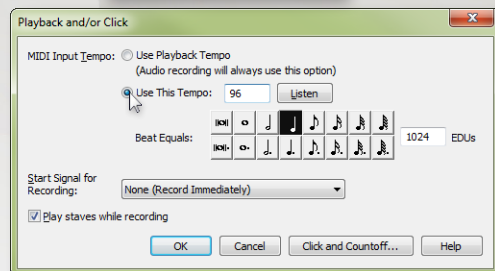 Playback and/or Click
MIDI Input Tempo: Use Playback Tempo
(Audio recording will always use this option)
Use This Tempo: 96 Listen
Beat Equals: 1024 EDUs
Start Signal for
Recording: None (Record Immediately)
Play staves while recording
OK Cancel Click and Countoff... Help